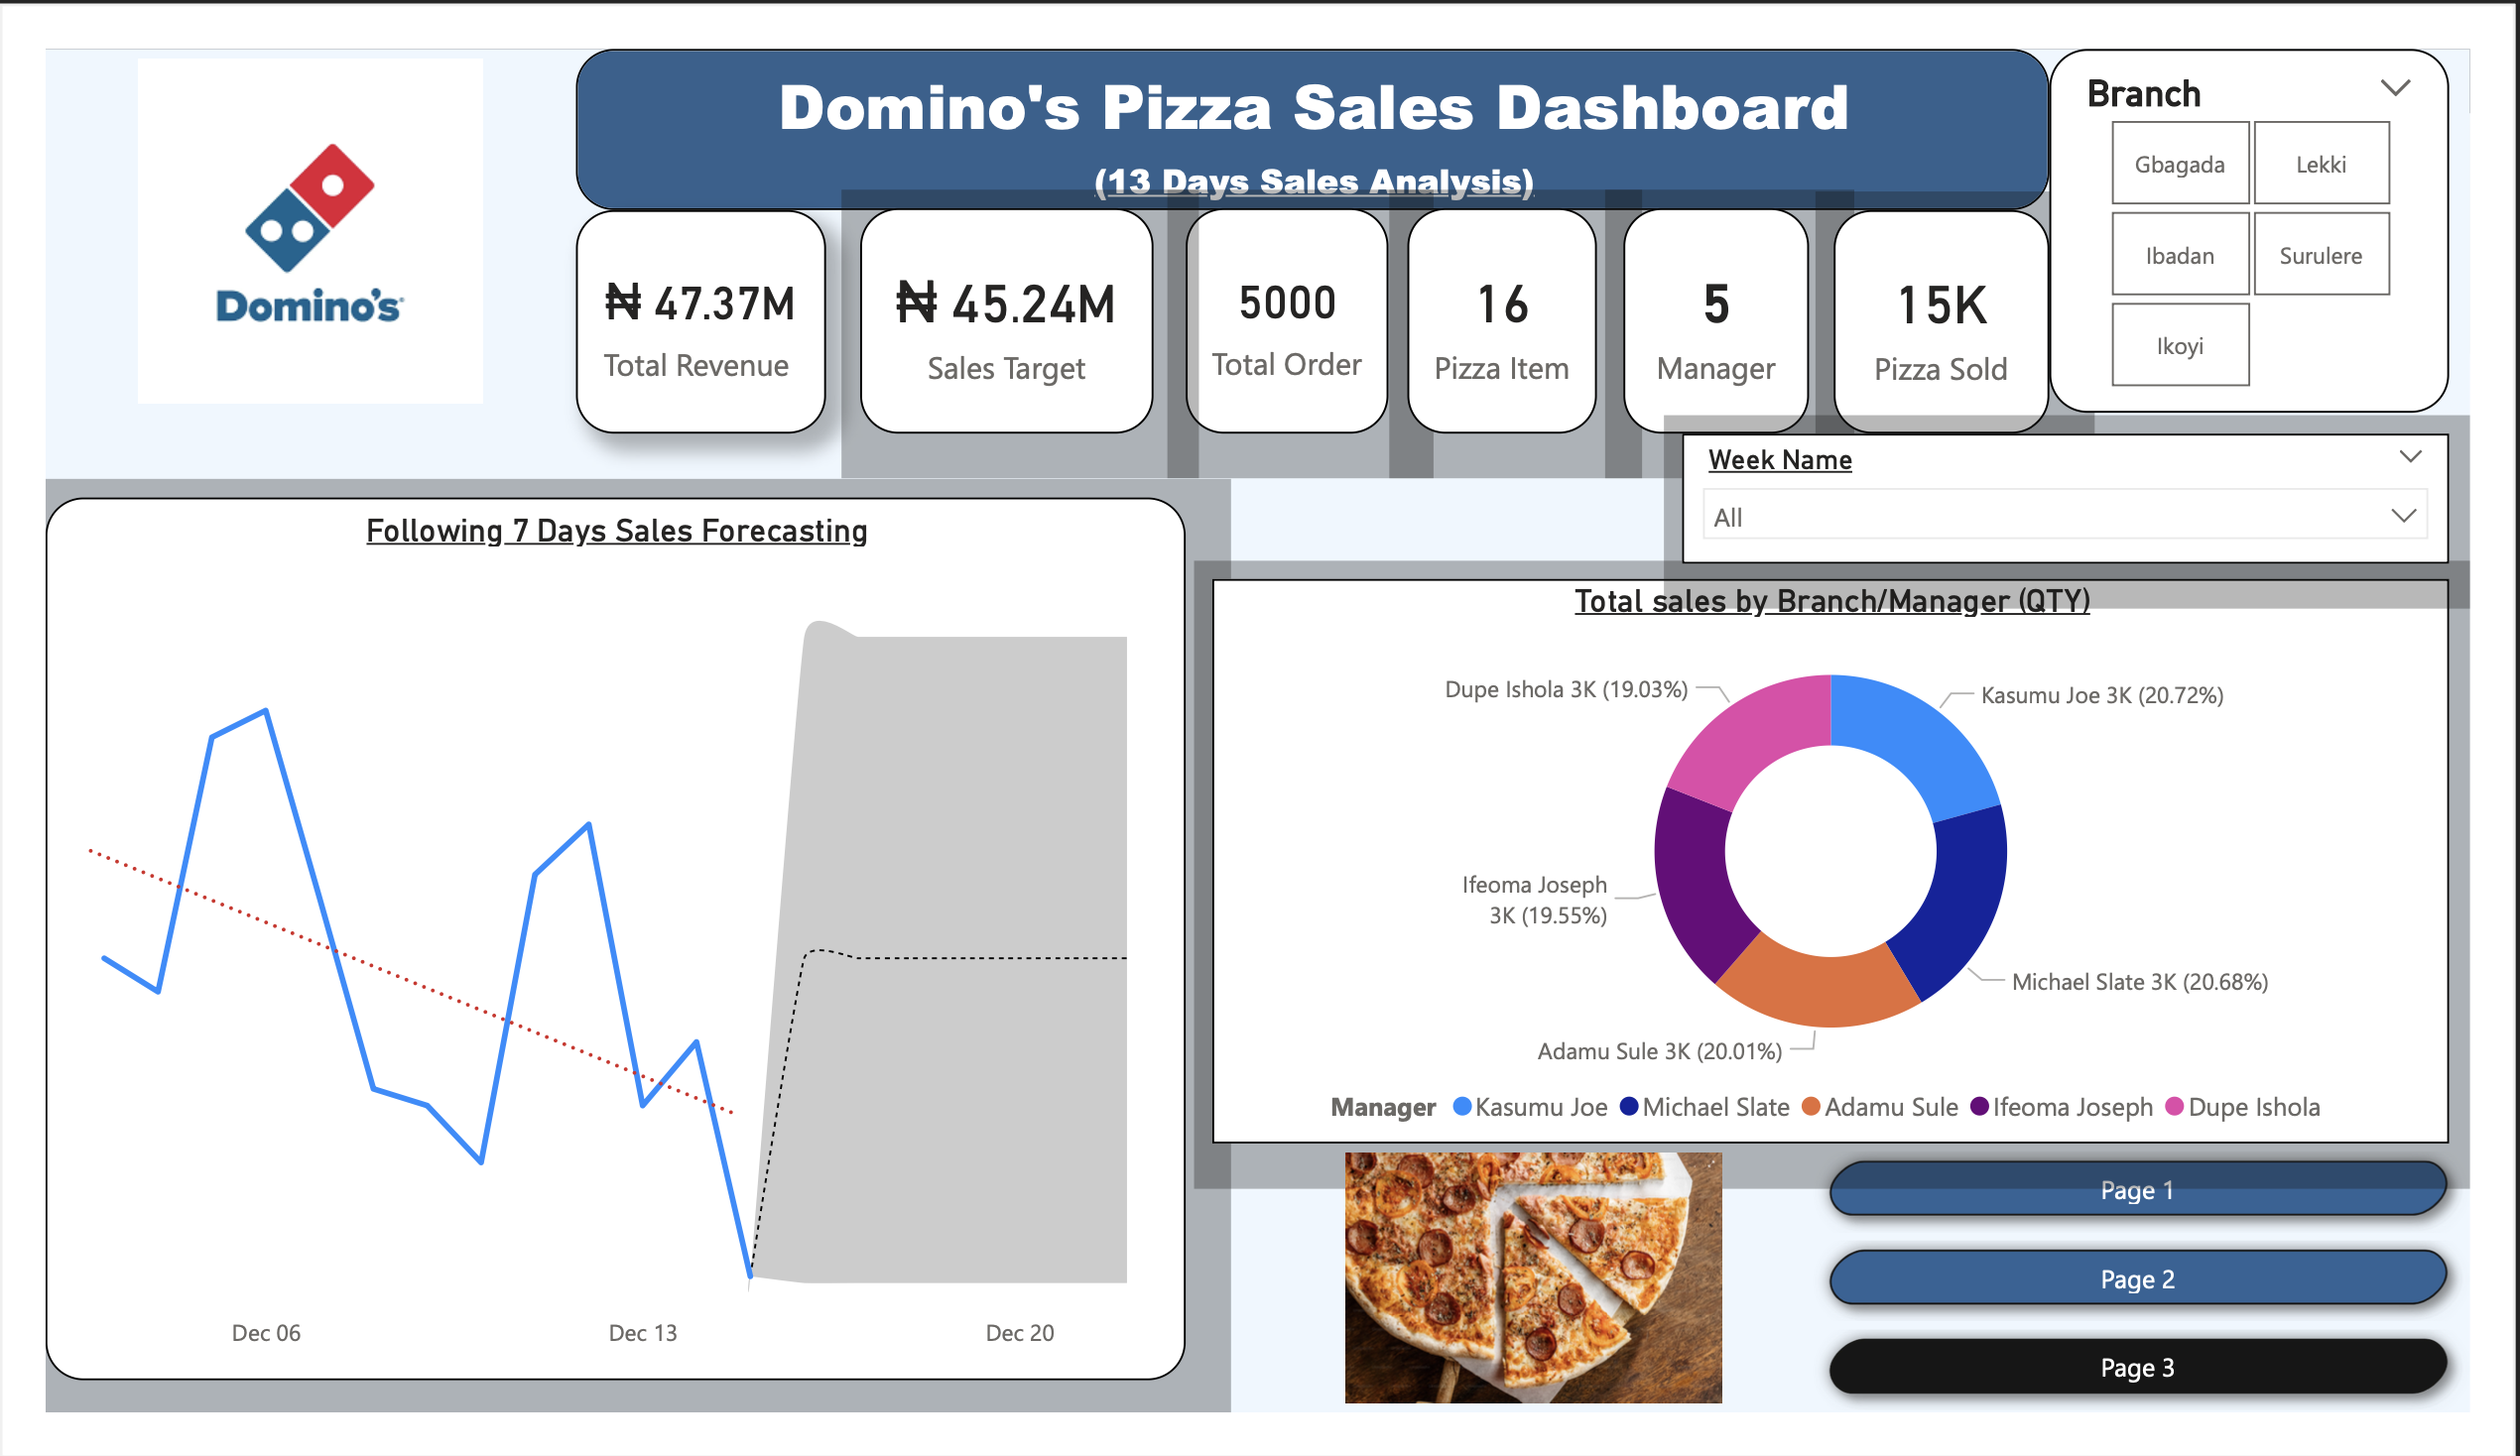 Domino's
Domino's Pizza Sales Dashboard
(13 Days Sales Analysis)
₦ 47.37M
Total Revenue
₦ 45.24M
Sales Target
5000
Total Order
16
Pizza Item
5
Manager
15K
Pizza Sold
Branch
Gbagada
Lekki
Ibadan
Surulere
Ikoyi
Week Name
All
Following 7 Days Sales Forecasting
Dec 06
Dec 13
Dec 20
Total sales by Branch/Manager (QTY)
Dupe Ishola 3K (19.03%)
Kasumu Joe 3K (20.72%)
Ifeoma Joseph
3K (19.55%)
Michael Slate 3K (20.68%)
Adamu Sule 3K (20.01%)
Manager Kasumu Joe Michael Slate Adamu Sule Ifeoma Joseph Dupe Ishola
Page 1
Page 2
Page 3